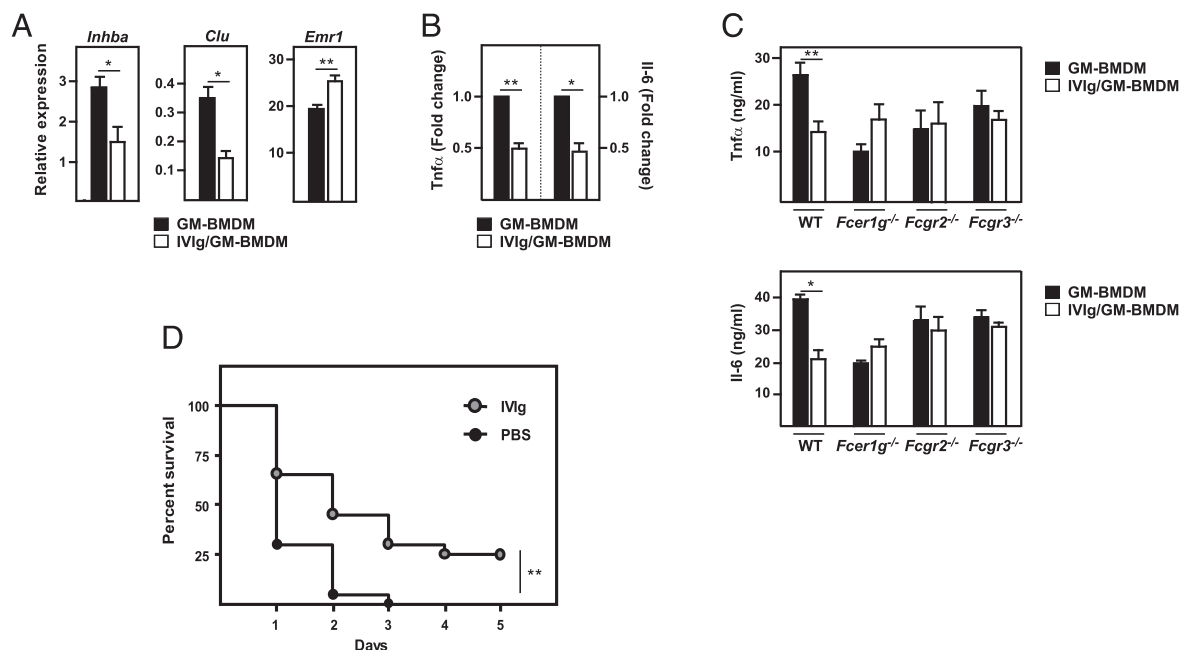 A
Inhba
Clu
Emr1
Relative expression
3
2
1
*
0.4
0.3
0.2
0.1
*
30
20
10
**
GM-BMDM
IVIg/GM-BMDM
B
Tnfα (Fold change)
1.0
0.5
**
*
1.0
0.5
Il-6 (Fold change)
GM-BMDM
IVIg/GM-BMDM
C
Tnfα (ng/ml)
30
20
10
**
WT
Fcer1g-/-
Fcgr2-/-
Fcgr3-/-
GM-BMDM
IVIg/GM-BMDM
Il-6 (ng/ml)
40
30
20
10
*
WT
Fcer1g-/-
Fcgr2-/-
Fcgr3-/-
GM-BMDM
IVIg/GM-BMDM
D
Percent survival
100
75
50
25
IVIg
PBS
**
1 2 3 4 5
Days